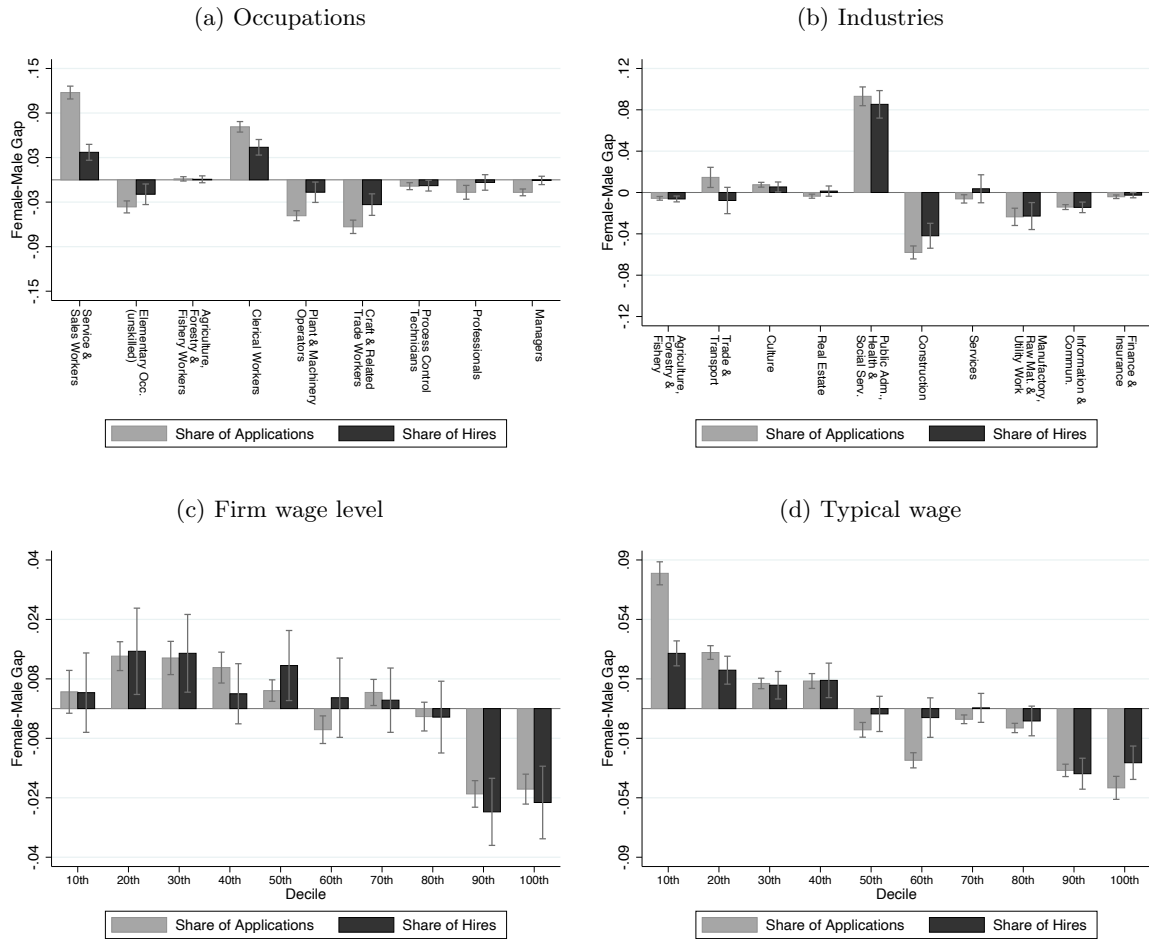 (a) Occupations
Female-Male Gap
.15
.09
.03
-.03
-.09
-.15
Service &
Sales Workers
Elementary Occ.
(unskilled)
Agriculture,
Forestry &
Fishery Workers
Clerical Workers
Plant & Machinery
Operators
Craft & Related
Trade Workers
Process Control
Technicians
Professionals
Managers
Share of Applications
Share of Hires
(b) Industries
Female-Male Gap
.12
.08
.04
0
-.04
-.08
-.12
Agriculture,
Forestry &
Fishery
Trade &
Transport
Culture
Real Estate
Public Adm.,
Health &
Social Serv.
Construction
Services
Manufactory,
Raw Mat. &
Utility Work
Information &
Commun.
Finance &
Insurance
Share of Applications
Share of Hires
(c) Firm wage level
Female-Male Gap
.04
.024
.008
-.008
-.024
-.04
10th 20th 30th 40th 50th 60th 70th 80th 90th 100th
Decile
Share of Applications
Share of Hires
(d) Typical wage
Female-Male Gap
.09
.054
.018
-.018
-.054
-.09
10th 20th 30th 40th 50th 60th 70th 80th 90th 100th
Decile
Share of Applications
Share of Hires